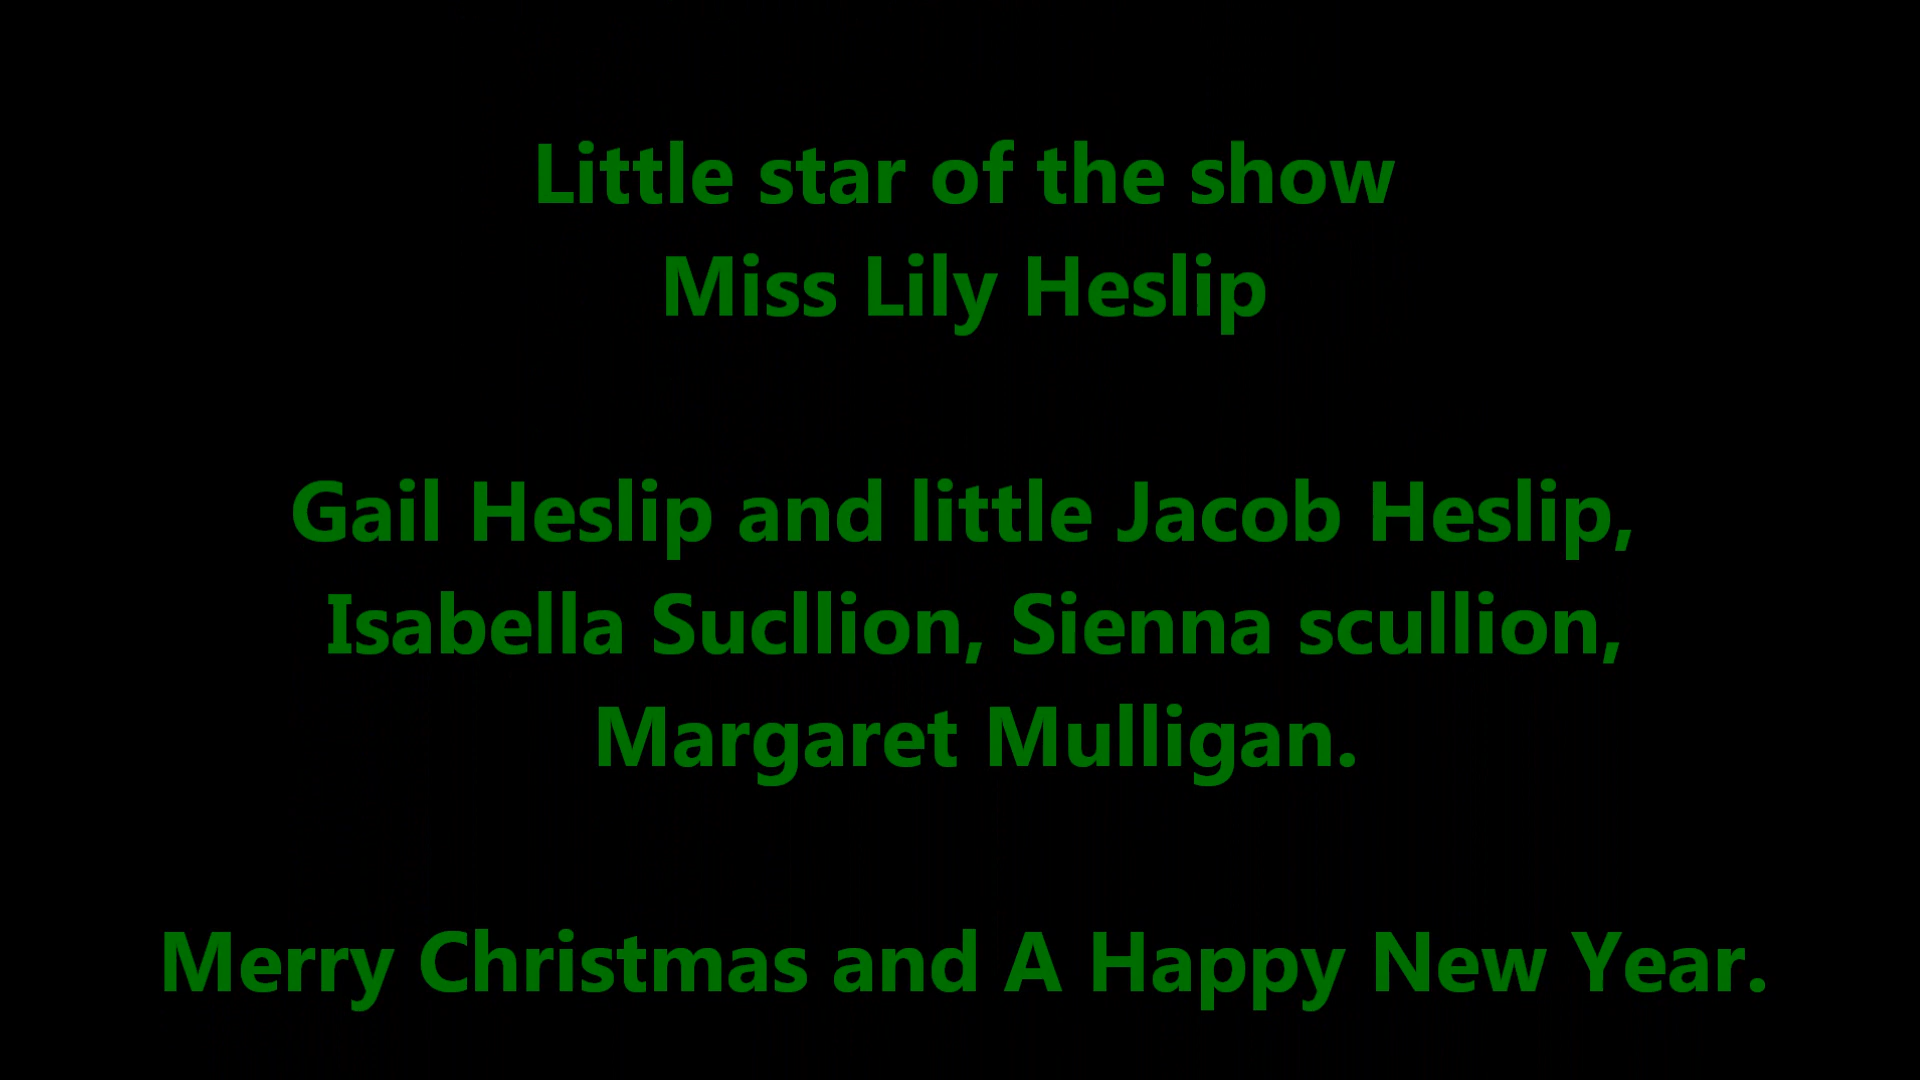 Little star of the show
Miss Lily Heslip
Gail Heslip and little Jacob Heslip,
Isabella Sucllion, Sienna scullion,
Margaret Mulligan.
Merry Christmas and A Happy New Year.